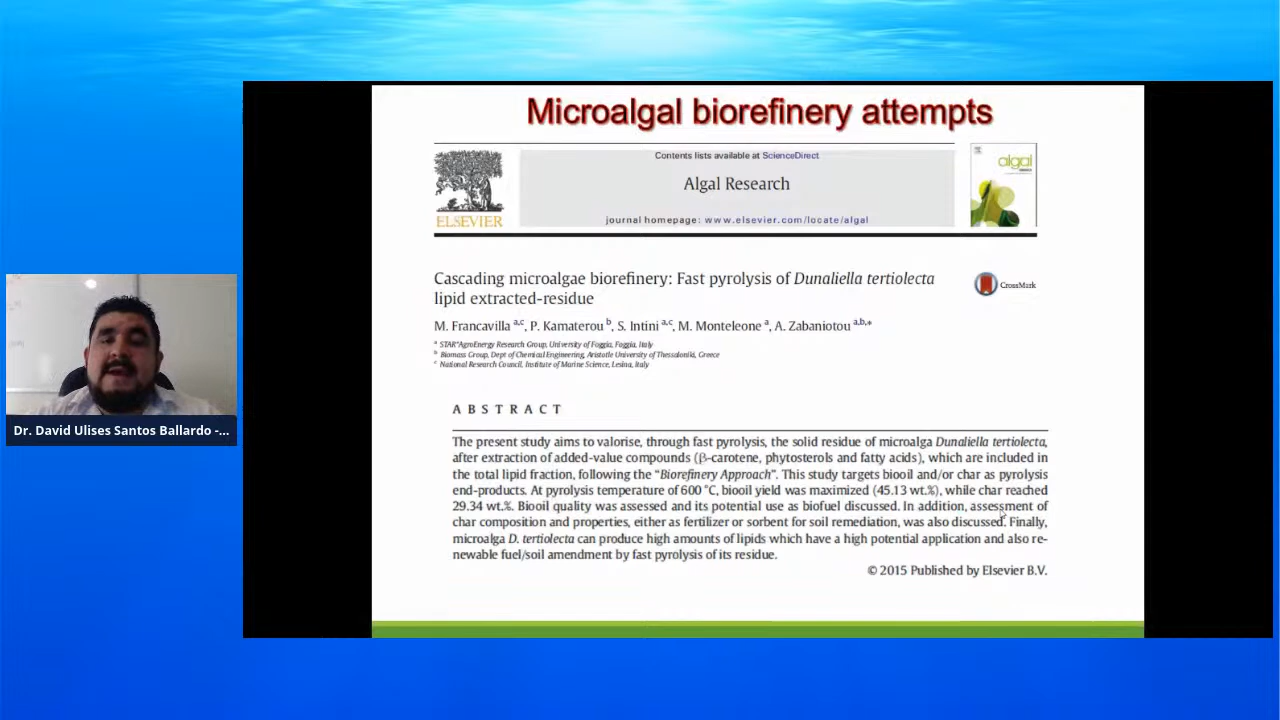 Microalgal biorefinery attempts
Contents lists available at ScienceDirect
Algal Research
journal homepage: www.elsevier.com/locate/algal
ELSEVIER
algal
Cascading microalgae biorefinery: Fast pyrolysis of Dunaliella tertiolecta
lipid extracted-residue
CrossMark
M. Francavilla a,c, P. Kamaterou b, S. Intini a,c, M. Monteleone a, A. Zabaniotou a,b,*
a STAR*AgroEnergy Research Group, University of Foggia, Foggia, Italy
b Biomass Group, Dept of Chemical Engineering, Aristotle University of Thessaloniki, Greece
c National Research Council, Institute of Marine Science, Lesina, Italy
ABSTRACT
The present study aims to valorise, through fast pyrolysis, the solid residue of microalga Dunaliella tertiolecta,
after extraction of added-value compounds (β-carotene, phytosterols and fatty acids), which are included in
the total lipid fraction, following the "Biorefinery Approach". This study targets biooil and/or char as pyrolysis
end-products. At pyrolysis temperature of 600 °C, biooil yield was maximized (45.13 wt.%), while char reached
29.34 wt.%. Biooil quality was assessed and its potential use as biofuel discussed. In addition, assessment of
char composition and properties, either as fertilizer or sorbent for soil remediation, was also discussed. Finally,
microalga D. tertiolecta can produce high amounts of lipids which have a high potential application and also re-
newable fuel/soil amendment by fast pyrolysis of its residue.
© 2015 Published by Elsevier B.V.
Dr. David Ulises Santos Ballardo -...